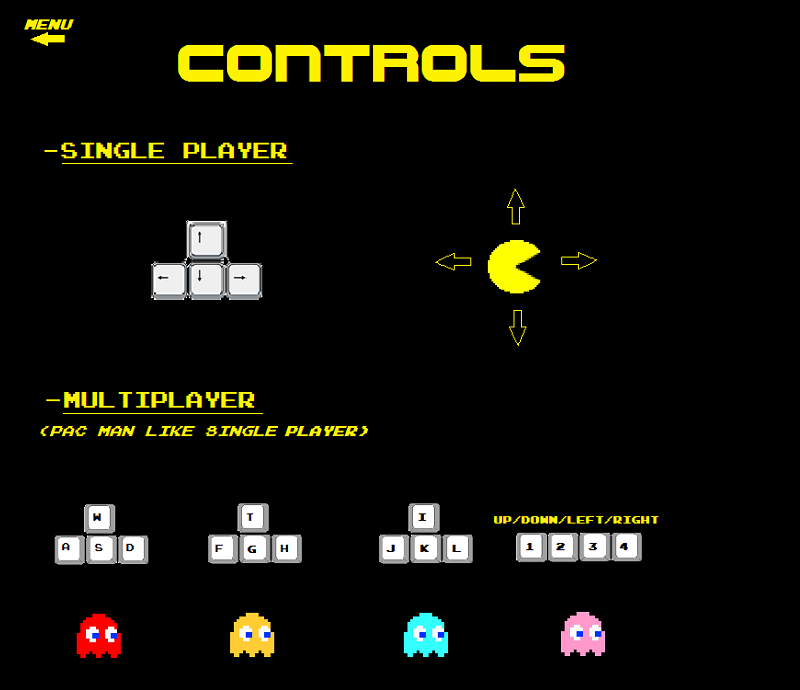 MENU
CONTROLS
-SINGLE PLAYER
↑
← ↓ →
-MULTIPLAYER
(PAC MAN LIKE SINGLE PLAYER)
W
A S D
T
F G H
I
J K L
UP/DOWN/LEFT/RIGHT
1 2 3 4